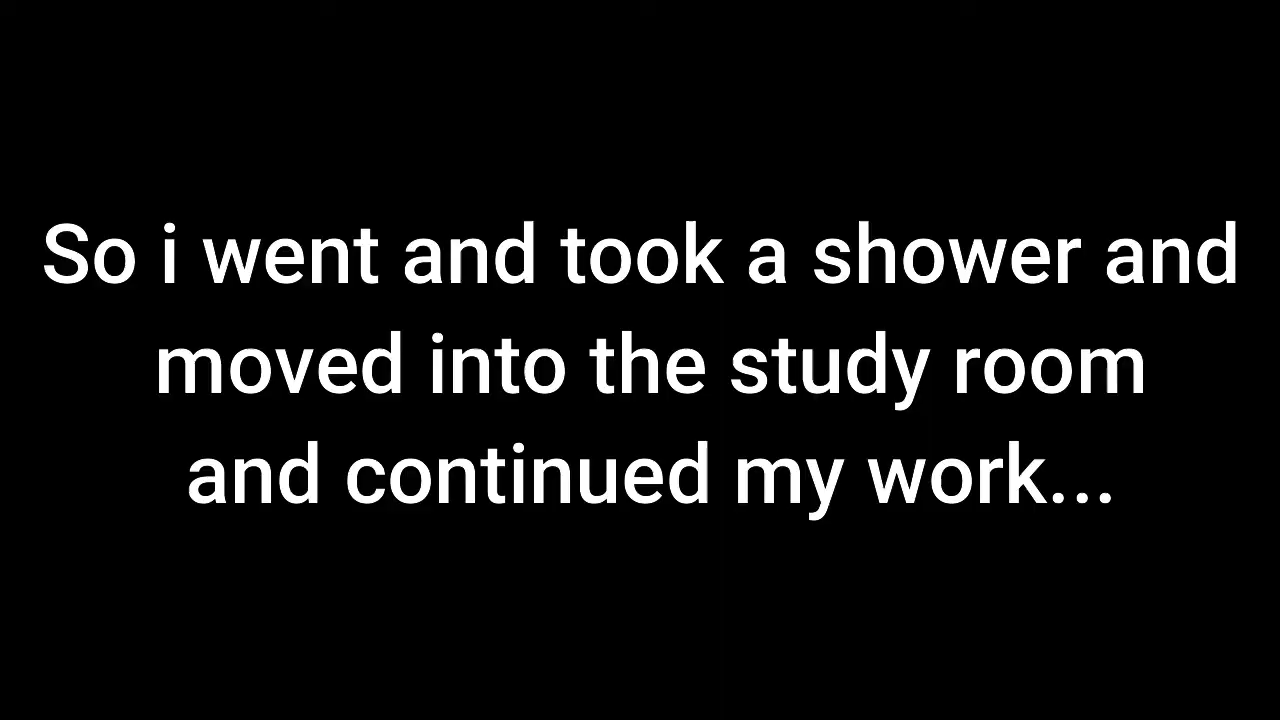 So i went and took a shower and
moved into the study room
and continued my work...